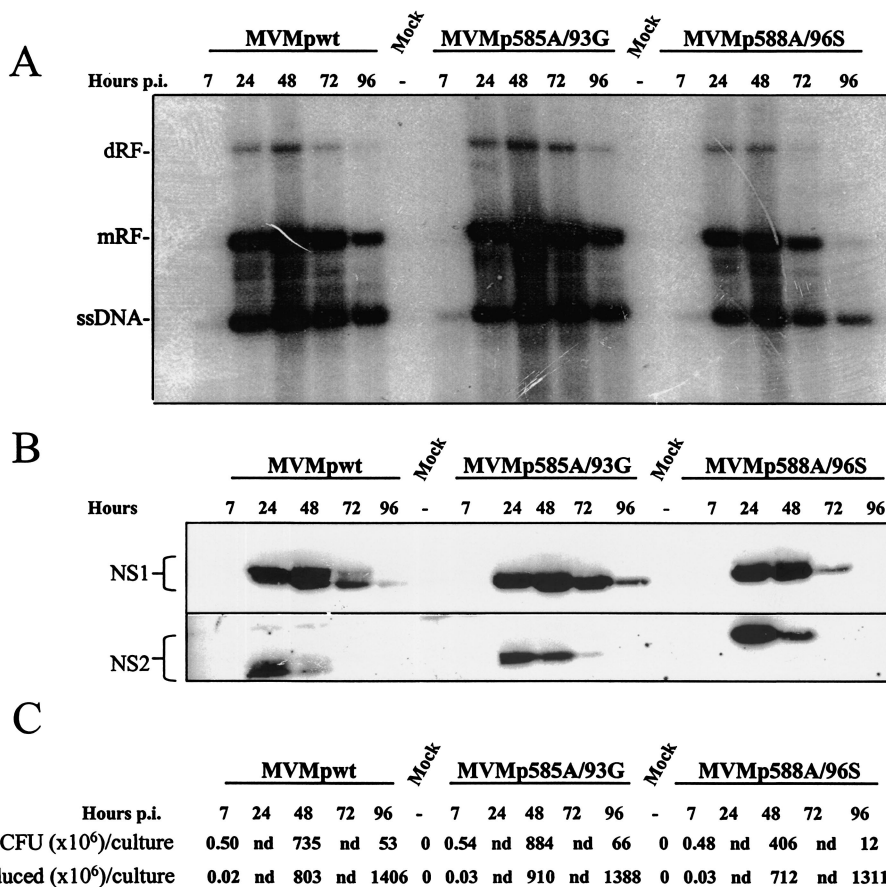 A
MVMpwt Mock MVMp585A/93G Mock MVMp588A/96S
Hours p.i. 7 24 48 72 96 - 7 24 48 72 96 - 7 24 48 72 96
dRF-
mRF-
ssDNA-
B
MVMpwt Mock MVMp585A/93G Mock MVMp588A/96S
Hours 7 24 48 72 96 - 7 24 48 72 96 - 7 24 48 72 96
NS1
NS2
C
MVMpwt Mock MVMp585A/93G Mock MVMp588A/96S
Hours p.i. 7 24 48 72 96 - 7 24 48 72 96 - 7 24 48 72 96
CFU (x10⁶)/culture 0.50 nd 735 nd 53 0 0.54 nd 884 nd 66 0 0.48 nd 406 nd 12
uced (x10⁶)/culture 0.02 nd 803 nd 1406 0 0.03 nd 910 nd 1388 0 0.03 nd 712 nd 1311